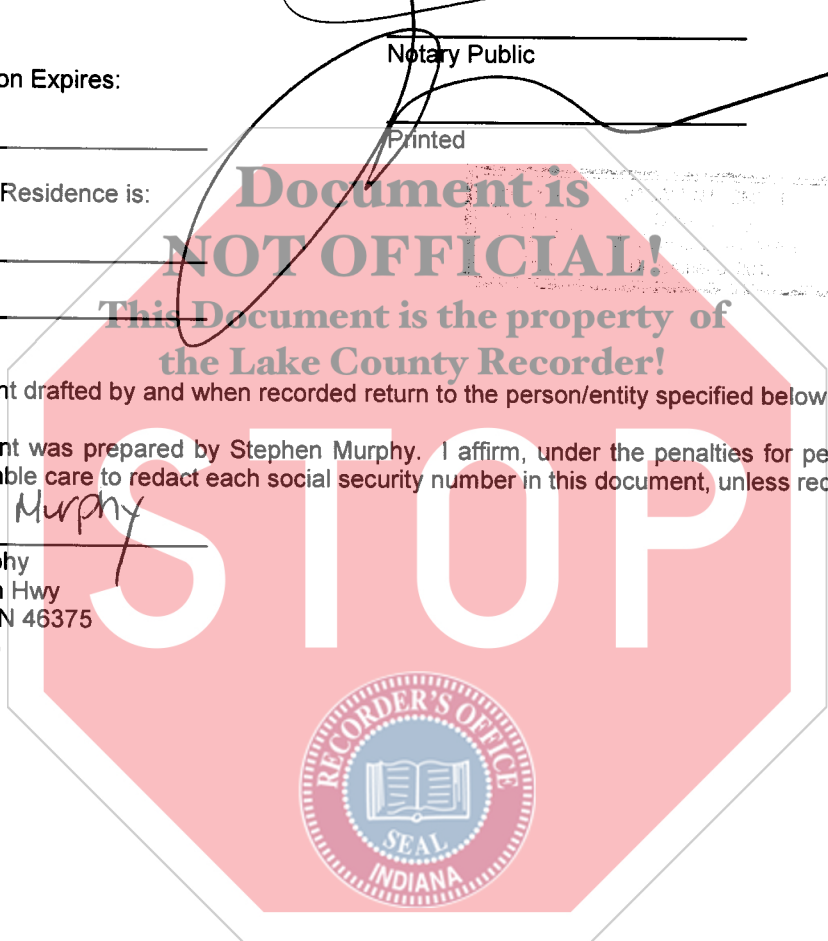 Notary Public
on Expires:
Printed
Residence is:
Document is
NOT OFFICIAL!
This Document is the property of
the Lake County Recorder!
nt drafted by and when recorded return to the person/entity specified below
nt was prepared by Stephen Murphy. I affirm, under the penalties for pe
ble care to redact each social security number in this document, unless rec
Murphy
hy
Hwy
N 46375
STOP
RECORDER'S OFFICE
SEAL
INDIANA